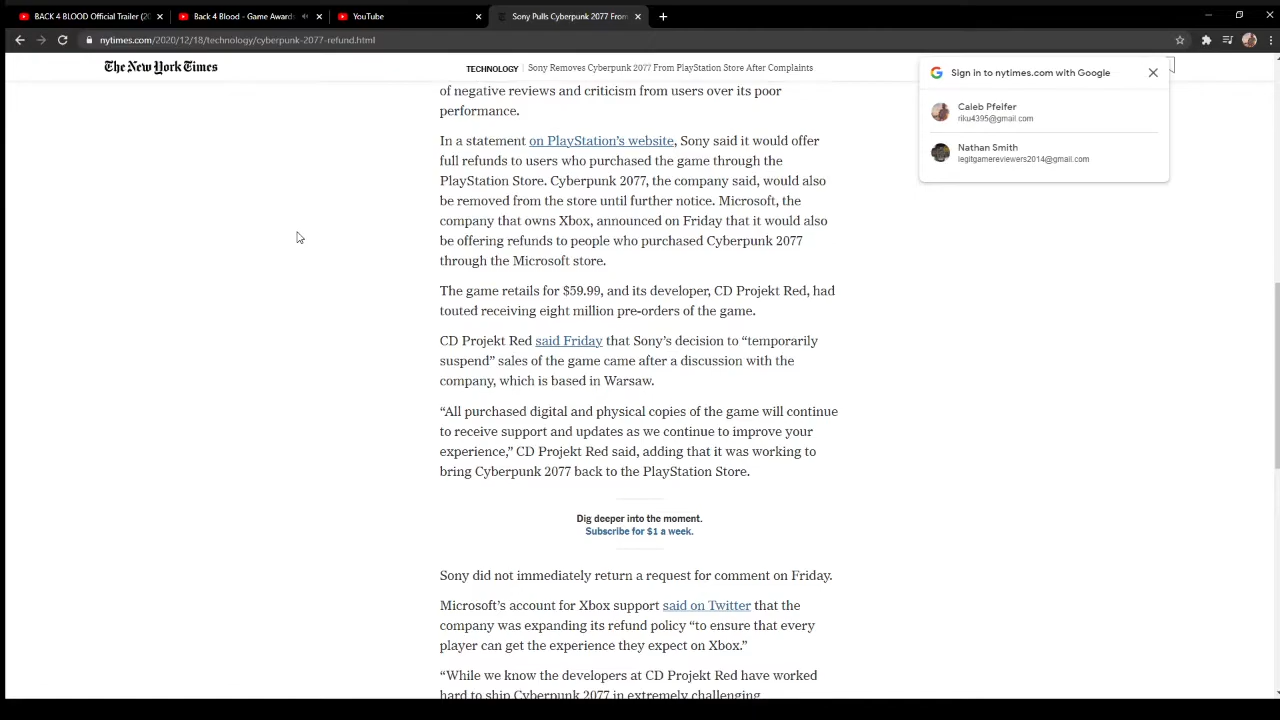 BACK 4 BLOOD Official Trailer (20
Back 4 Blood - Game Awards
YouTube
Sony Pulls Cyberpunk 2077 From
nytimes.com/2020/12/18/technology/cyberpunk-2077-refund.html
The New York Times
TECHNOLOGY | Sony Removes Cyberpunk 2077 From PlayStation Store After Complaints
Sign in to nytimes.com with Google
Caleb Pfeifer
riku4395@gmail.com
Nathan Smith
legitgamereviewers2014@gmail.com
of negative reviews and criticism from users over its poor
performance.
In a statement on PlayStation’s website, Sony said it would offer
full refunds to users who purchased the game through the
PlayStation Store. Cyberpunk 2077, the company said, would also
be removed from the store until further notice. Microsoft, the
company that owns Xbox, announced on Friday that it would also
be offering refunds to people who purchased Cyberpunk 2077
through the Microsoft store.
The game retails for $59.99, and its developer, CD Projekt Red, had
touted receiving eight million pre-orders of the game.
CD Projekt Red said Friday that Sony’s decision to “temporarily
suspend” sales of the game came after a discussion with the
company, which is based in Warsaw.
“All purchased digital and physical copies of the game will continue
to receive support and updates as we continue to improve your
experience,” CD Projekt Red said, adding that it was working to
bring Cyberpunk 2077 back to the PlayStation Store.
Dig deeper into the moment.
Subscribe for $1 a week.
Sony did not immediately return a request for comment on Friday.
Microsoft’s account for Xbox support said on Twitter that the
company was expanding its refund policy “to ensure that every
player can get the experience they expect on Xbox.”
“While we know the developers at CD Projekt Red have worked
hard to ship Cyberpunk 2077 in extremely challenging